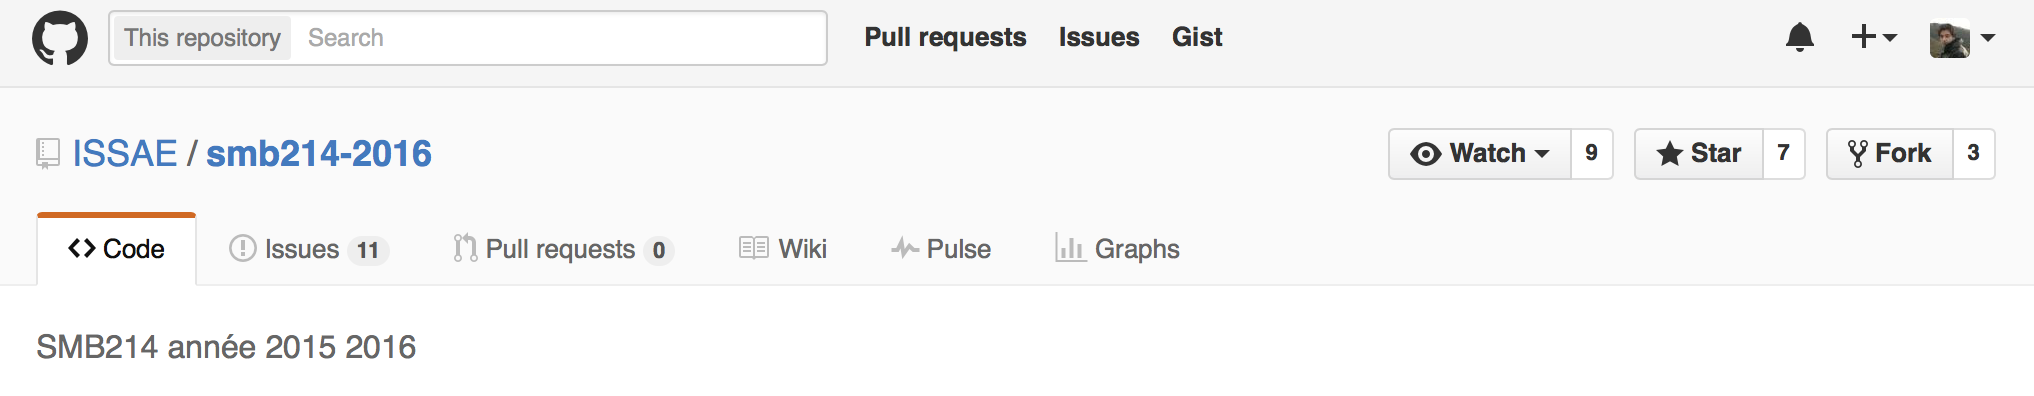 This repository Search Pull requests Issues Gist
ISSAE / smb214-2016 Watch 9 Star 7 Fork 3
Code Issues 11 Pull requests 0 Wiki Pulse Graphs
SMB214 année 2015 2016